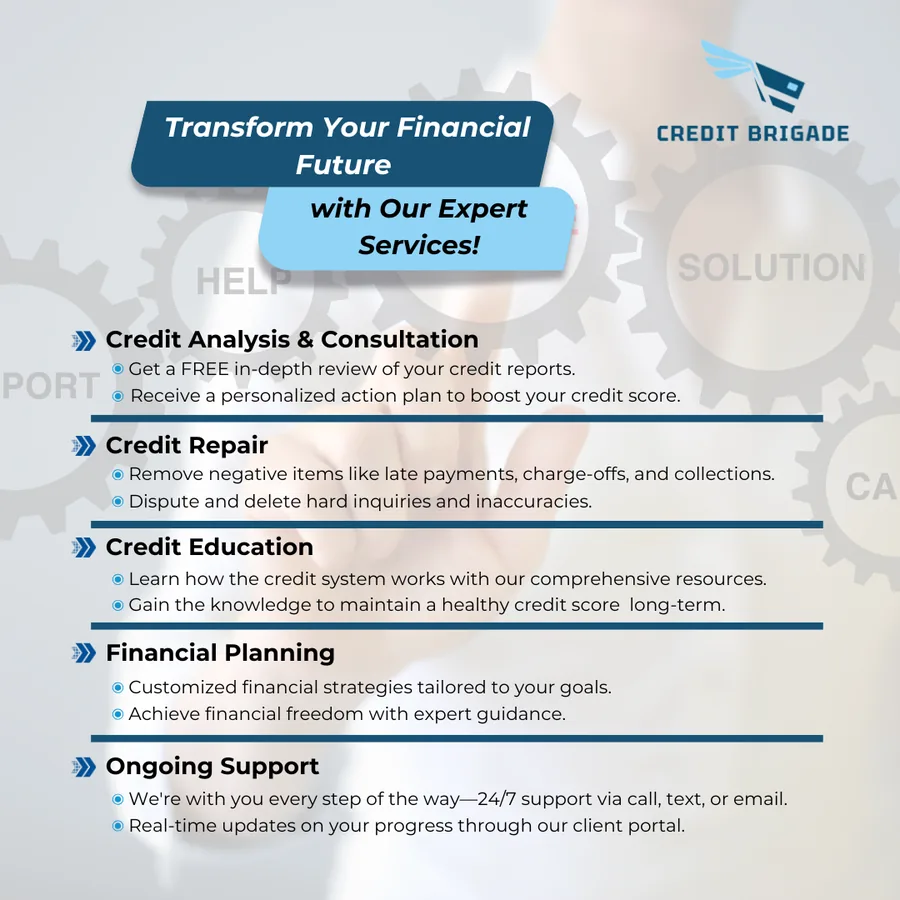 Transform Your Financial
Future
with Our Expert
Services!
CREDIT BRIGADE
HELP
SOLUTION
PORT
CA
Credit Analysis & Consultation
Get a FREE in-depth review of your credit reports.
Receive a personalized action plan to boost your credit score.
Credit Repair
Remove negative items like late payments, charge-offs, and collections.
Dispute and delete hard inquiries and inaccuracies.
Credit Education
Learn how the credit system works with our comprehensive resources.
Gain the knowledge to maintain a healthy credit score  long-term.
Financial Planning
Customized financial strategies tailored to your goals.
Achieve financial freedom with expert guidance.
Ongoing Support
We're with you every step of the way—24/7 support via call, text, or email.
Real-time updates on your progress through our client portal.